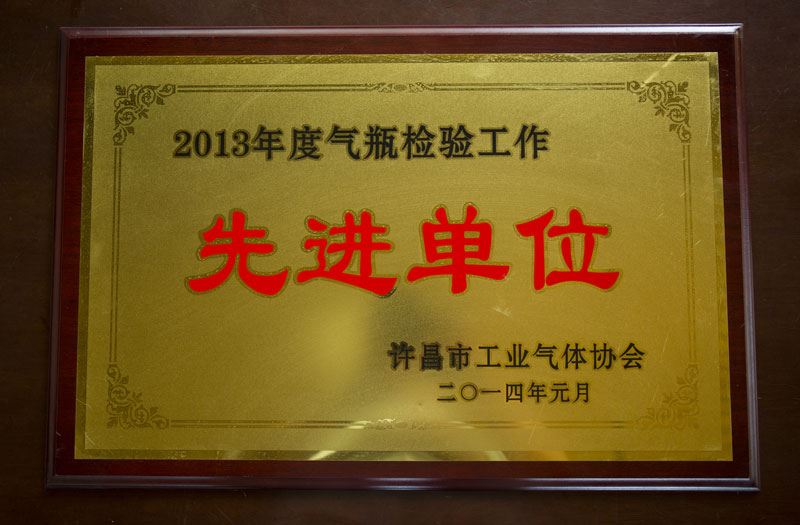 2013年度气瓶检验工作
先进单位
许昌市工业气体协会
二〇一四年元月